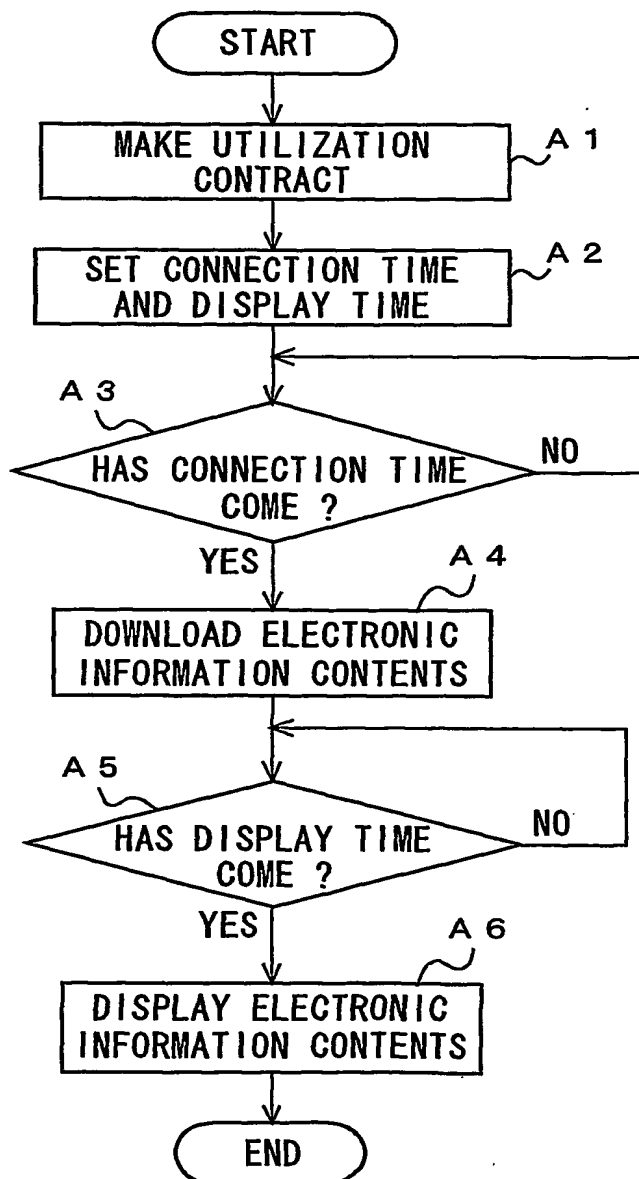 START
MAKE UTILIZATION
CONTRACT
A 1
SET CONNECTION TIME
AND DISPLAY TIME
A 2
A 3
HAS CONNECTION TIME
COME ?
NO
YES
A 4
DOWNLOAD ELECTRONIC
INFORMATION CONTENTS
A 5
HAS DISPLAY TIME
COME ?
NO
YES
A 6
DISPLAY ELECTRONIC
INFORMATION CONTENTS
END